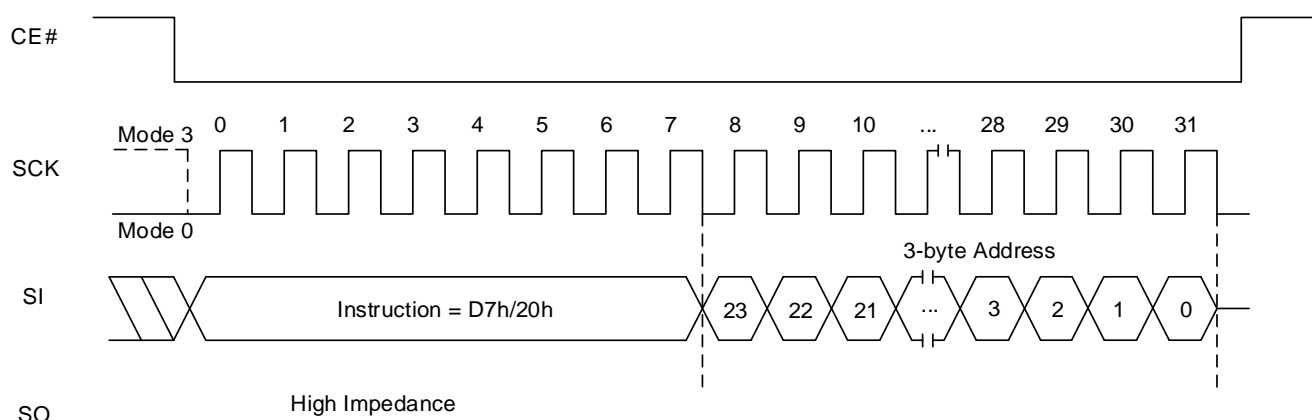 CE#
Mode 3
0 1 2 3 4 5 6 7 8 9 10 ... 28 29 30 31
SCK
Mode 0
3-byte Address
SI
Instruction = D7h/20h
23 22 21 ... 3 2 1 0
High Impedance
SO